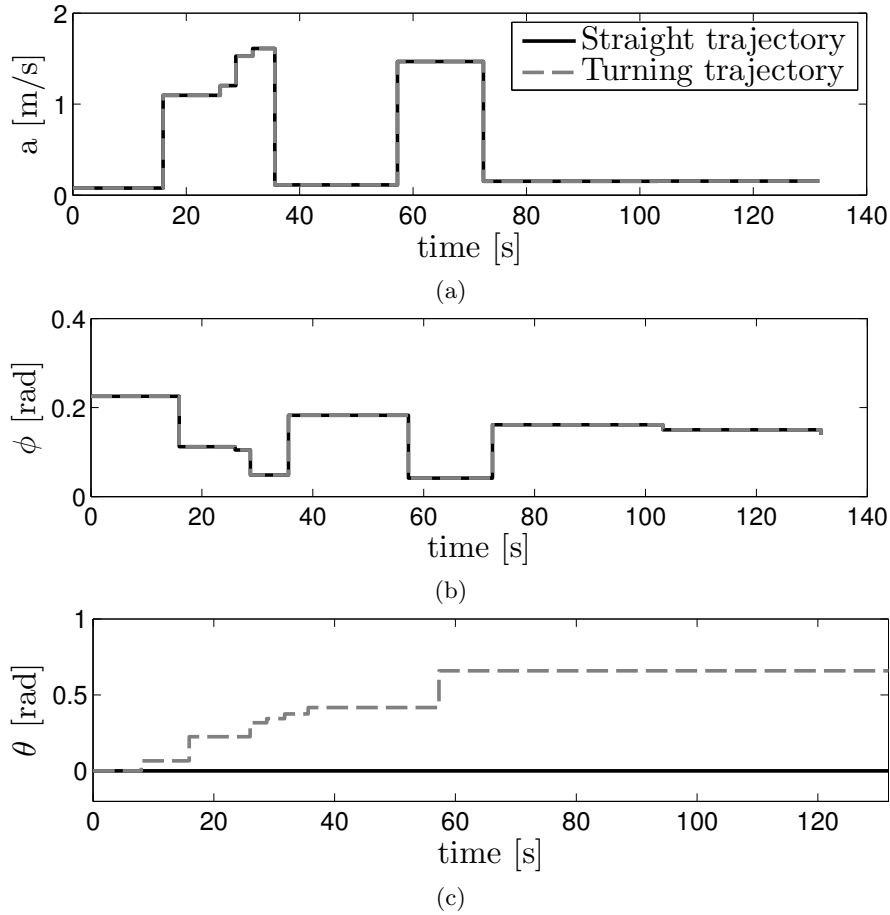 2
Straight trajectory
Turning trajectory
1
a [m/s]
0
0 20 40 60 80 100 120 140
time [s]
(a)
0.4
0.2
ϕ [rad]
0
0 20 40 60 80 100 120 140
time [s]
(b)
1
0.5
θ [rad]
0
0 20 40 60 80 100 120
time [s]
(c)